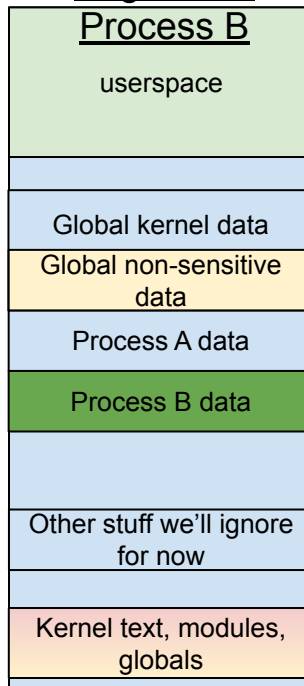 Process B
userspace
Global kernel data
Global non-sensitive
data
Process A data
Process B data
Other stuff we’ll ignore
for now
Kernel text, modules,
globals